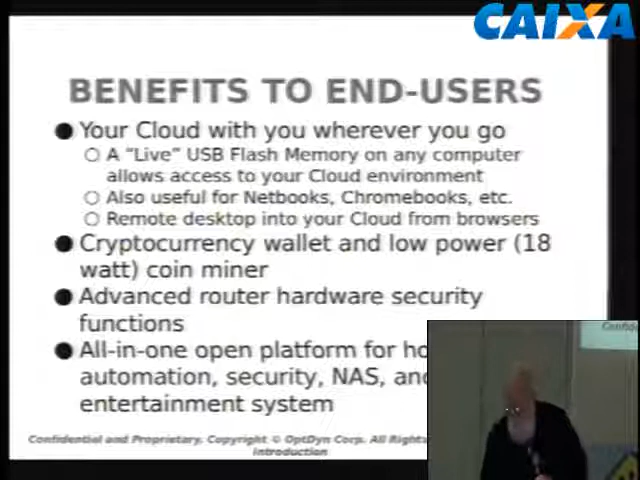 CAIXA
BENEFITS TO END-USERS
Your Cloud with you wherever you go
A “Live” USB Flash Memory on any computer
allows access to your Cloud environment
Also useful for Netbooks, Chromebooks, etc.
Remote desktop into your Cloud from browsers
Cryptocurrency wallet and low power (18
watt) coin miner
Advanced router hardware security
functions
All-in-one open platform for ho
automation, security, NAS, and
entertainment system
Confidential and Proprietary. Copyright © OptDyn Corp. All Rights
Introduction